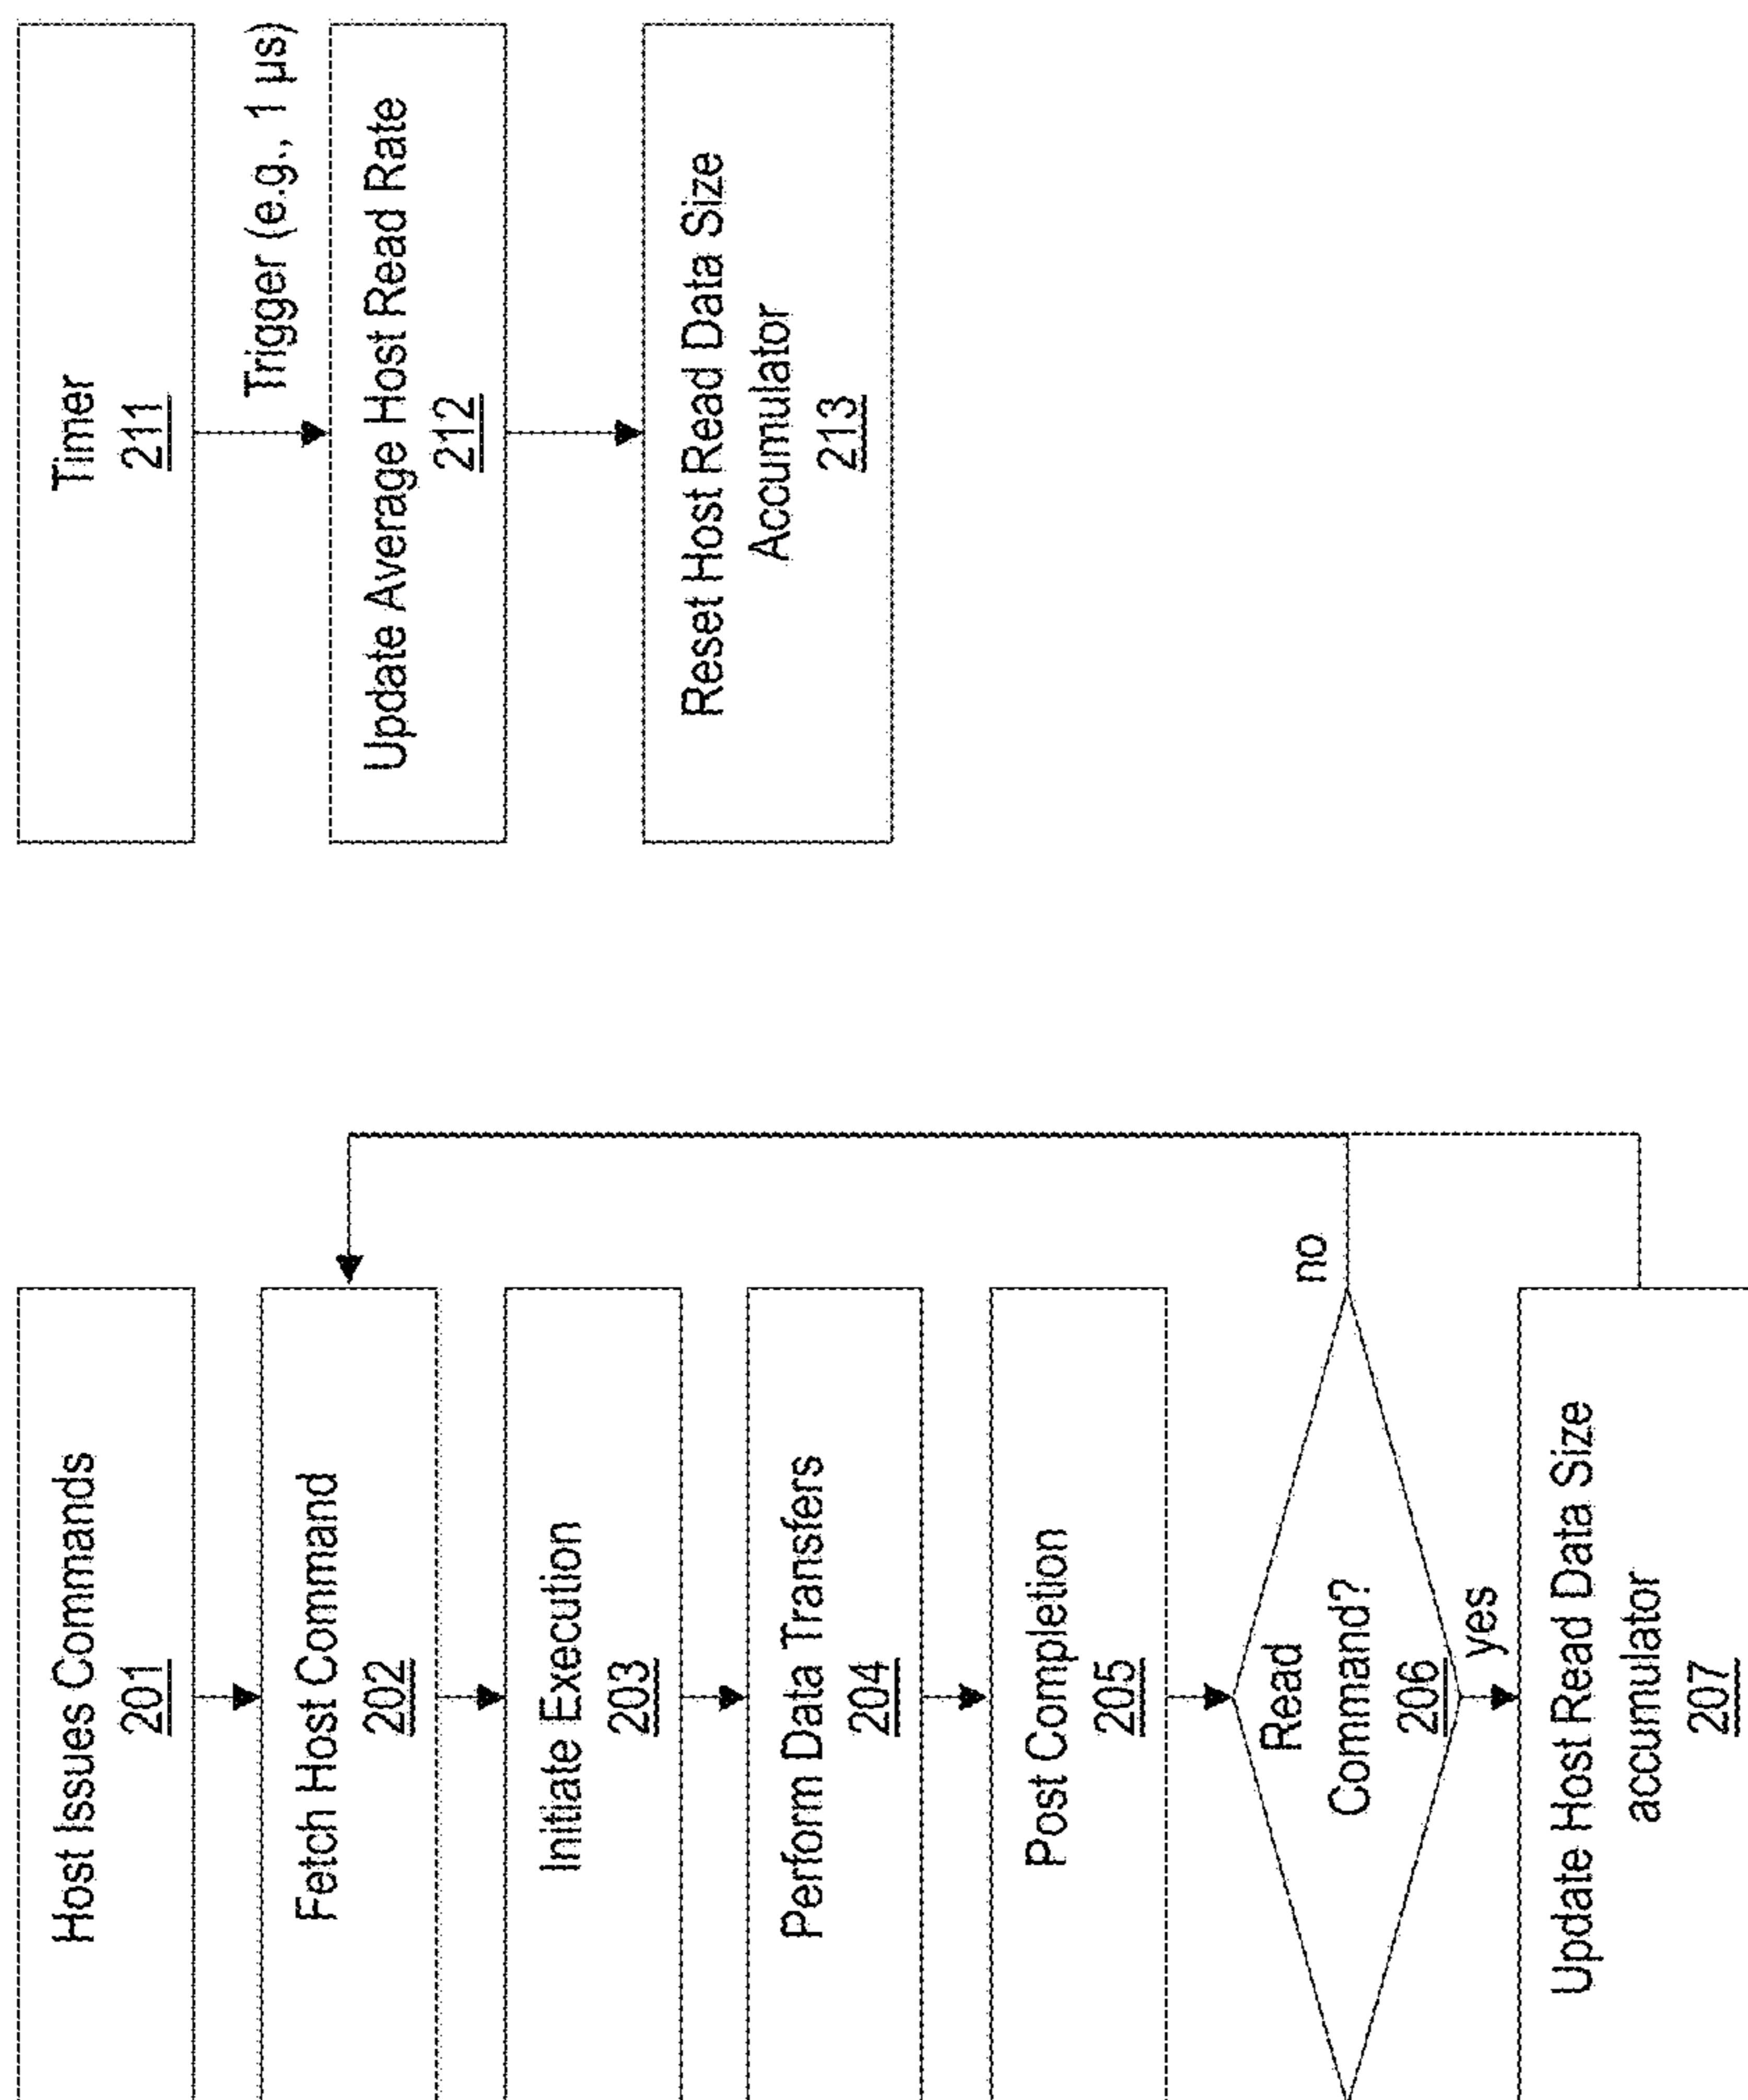 Host Issues Commands
201
Fetch Host Command
202
Initiate Execution
203
Perform Data Transfers
204
Post Completion
205
Read
Command?
206
no
yes
Update Host Read Data Size
accumulator
207
Timer
211
Trigger (e.g., 1 µs)
Update Average Host Read Rate
212
Reset Host Read Data Size
Accumulator
213